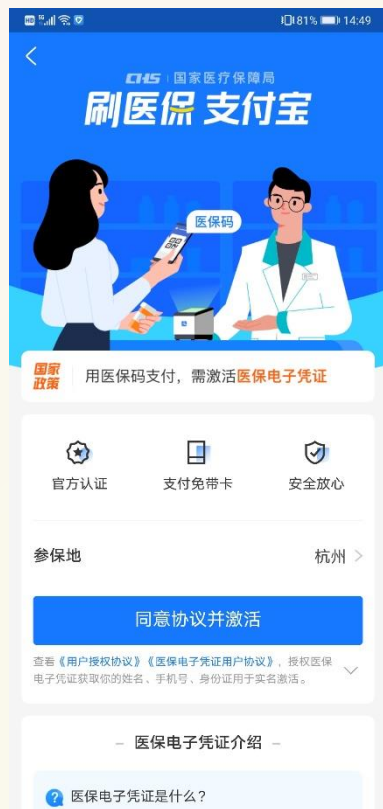 81% 14:49
CHS 国家医疗保障局
刷医保 支付宝
医保码
国家
政策
用医保码支付，需激活医保电子凭证
官方认证 支付免带卡 安全放心
参保地 杭州
同意协议并激活
查看《用户授权协议》《医保电子凭证用户协议》，授权医保
电子凭证获取你的姓名、手机号、身份证用于实名激活。
– 医保电子凭证介绍 –
医保电子凭证是什么？